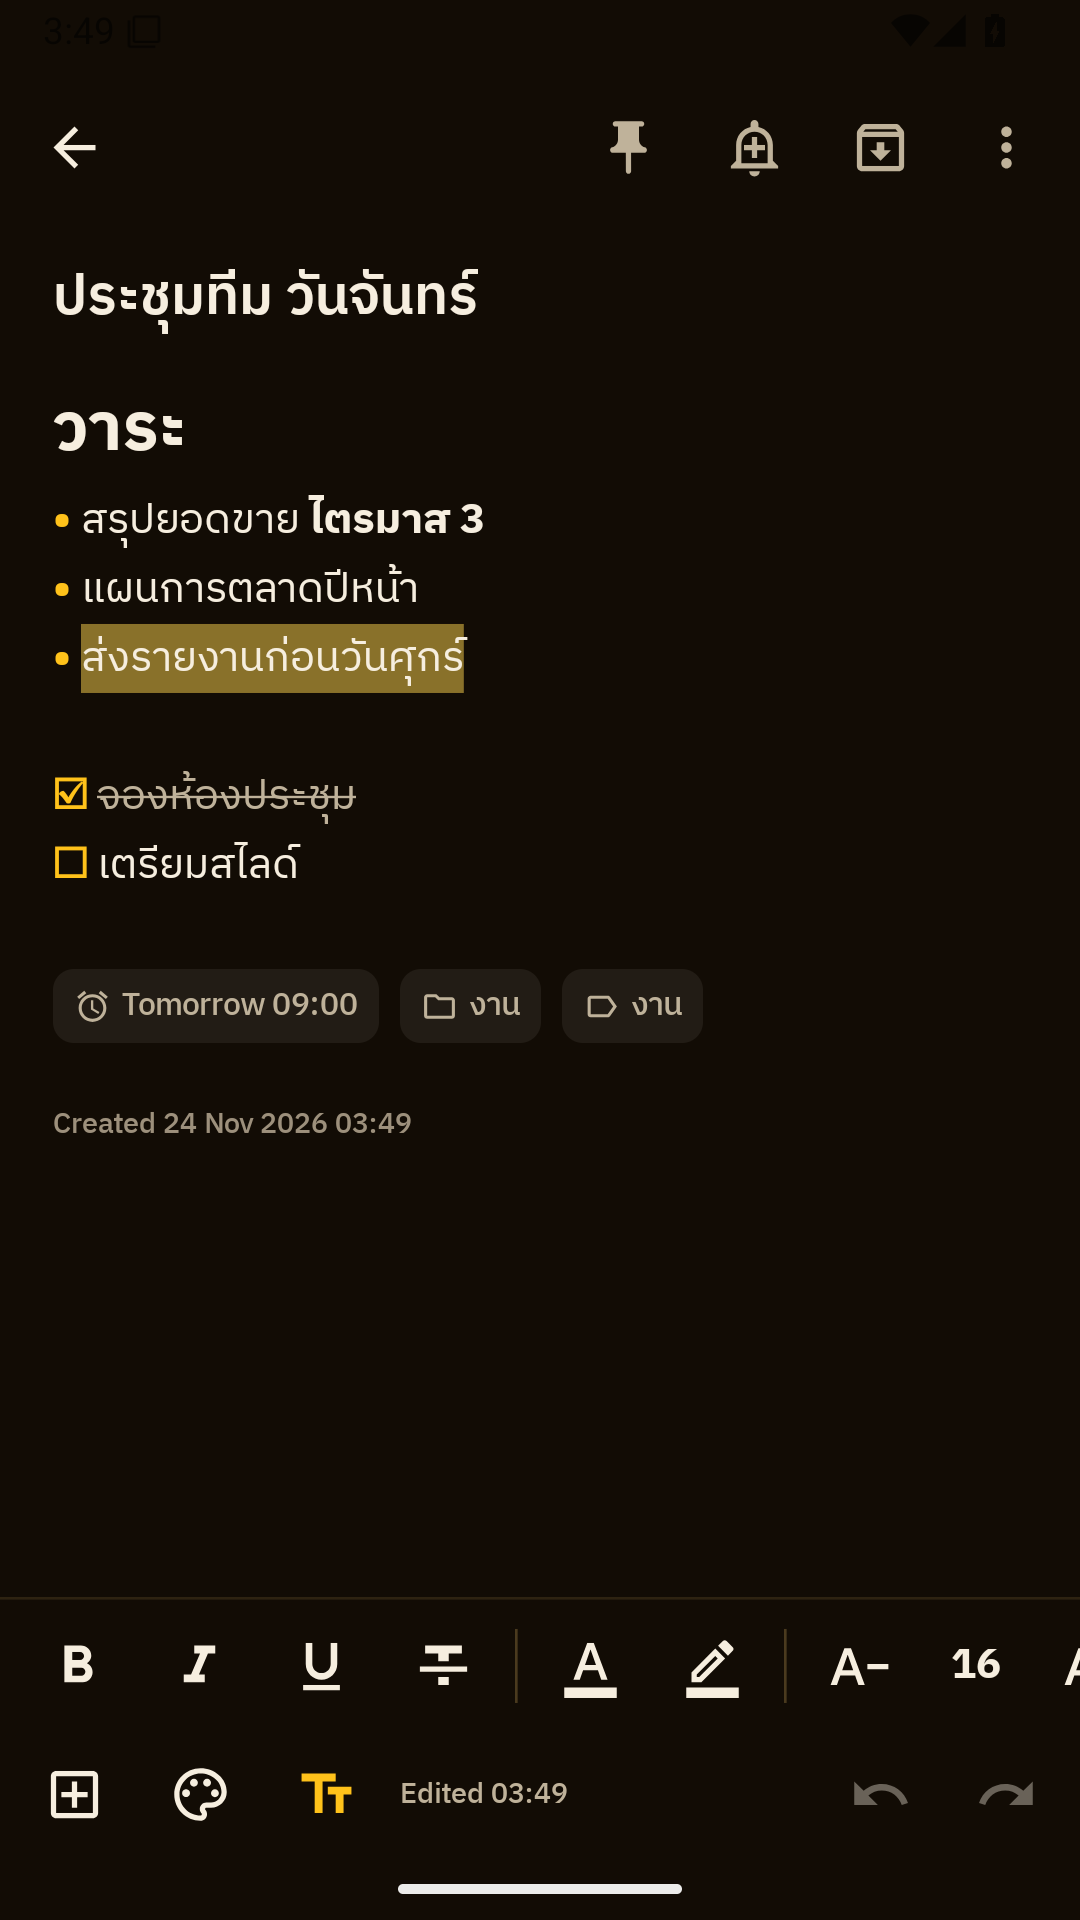 3:49
ประชุมทีม วันจันทร์
วาระ
• สรุปยอดขาย ไตรมาส 3
• แผนการตลาดปีหน้า
• ส่งรายงานก่อนวันศุกร์
☑ จองห้องประชุม
☐ เตรียมสไลด์
Tomorrow 09:00 งาน งาน
Created 24 Nov 2026 03:49
B I U A A− 16 A
Tт Edited 03:49